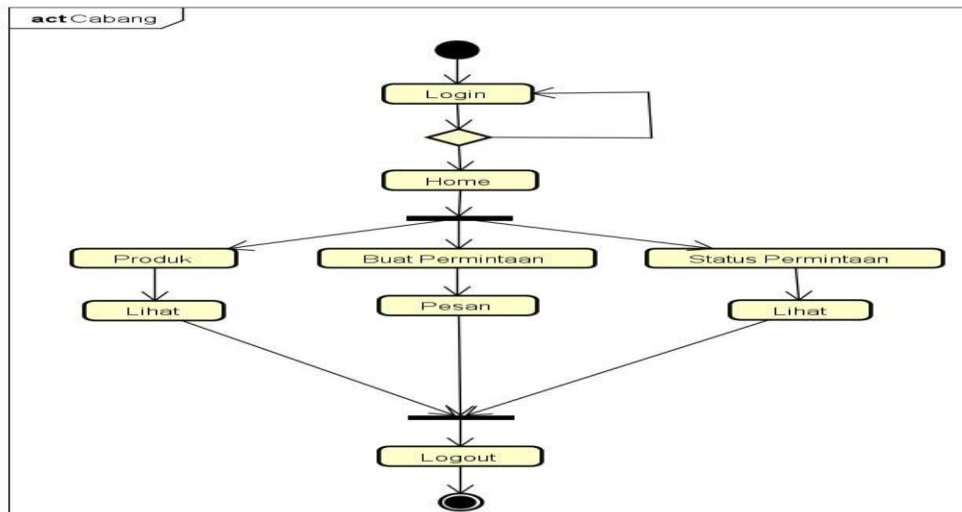 act Cabang
Login
Home
Produk
Buat Permintaan
Status Permintaan
Lihat
Pesan
Lihat
Logout